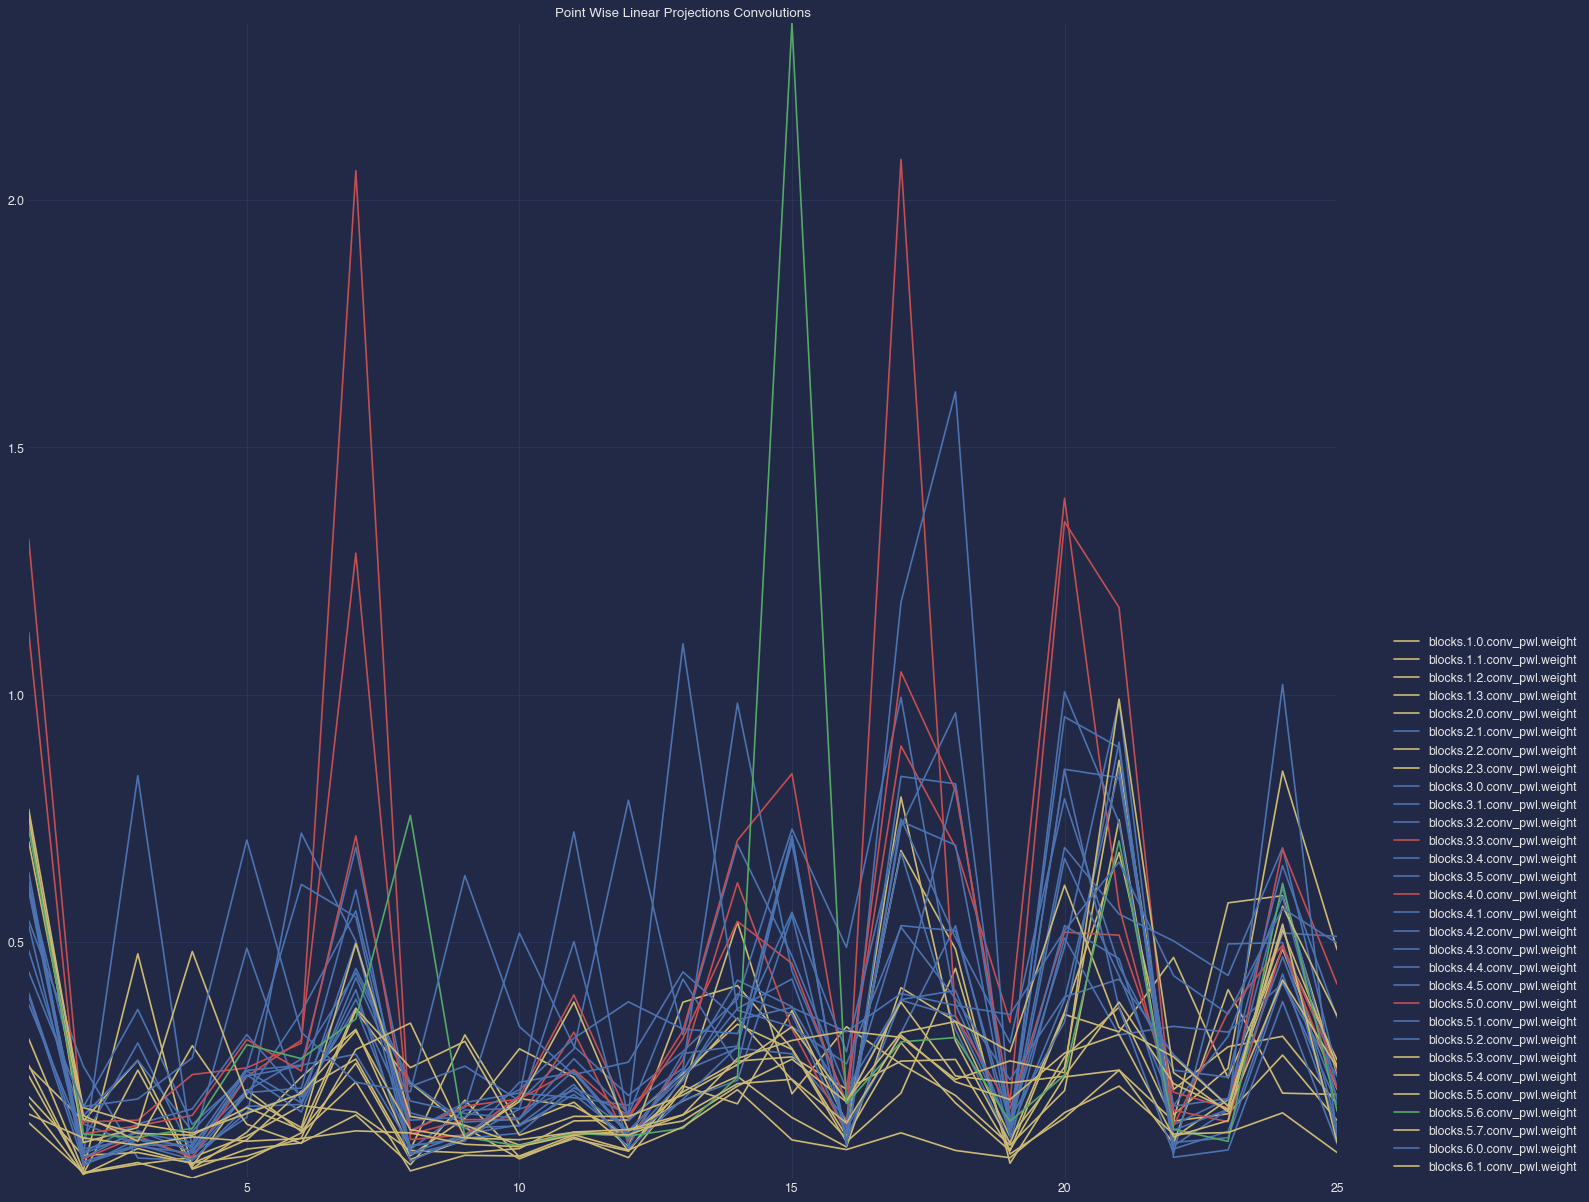 Point Wise Linear Projections Convolutions
2.0
1.5
1.0
0.5
5
10
15
20
25
blocks.1.0.conv_pwl.weight
blocks.1.1.conv_pwl.weight
blocks.1.2.conv_pwl.weight
blocks.1.3.conv_pwl.weight
blocks.2.0.conv_pwl.weight
blocks.2.1.conv_pwl.weight
blocks.2.2.conv_pwl.weight
blocks.2.3.conv_pwl.weight
blocks.3.0.conv_pwl.weight
blocks.3.1.conv_pwl.weight
blocks.3.2.conv_pwl.weight
blocks.3.3.conv_pwl.weight
blocks.3.4.conv_pwl.weight
blocks.3.5.conv_pwl.weight
blocks.4.0.conv_pwl.weight
blocks.4.1.conv_pwl.weight
blocks.4.2.conv_pwl.weight
blocks.4.3.conv_pwl.weight
blocks.4.4.conv_pwl.weight
blocks.4.5.conv_pwl.weight
blocks.5.0.conv_pwl.weight
blocks.5.1.conv_pwl.weight
blocks.5.2.conv_pwl.weight
blocks.5.3.conv_pwl.weight
blocks.5.4.conv_pwl.weight
blocks.5.5.conv_pwl.weight
blocks.5.6.conv_pwl.weight
blocks.5.7.conv_pwl.weight
blocks.6.0.conv_pwl.weight
blocks.6.1.conv_pwl.weight